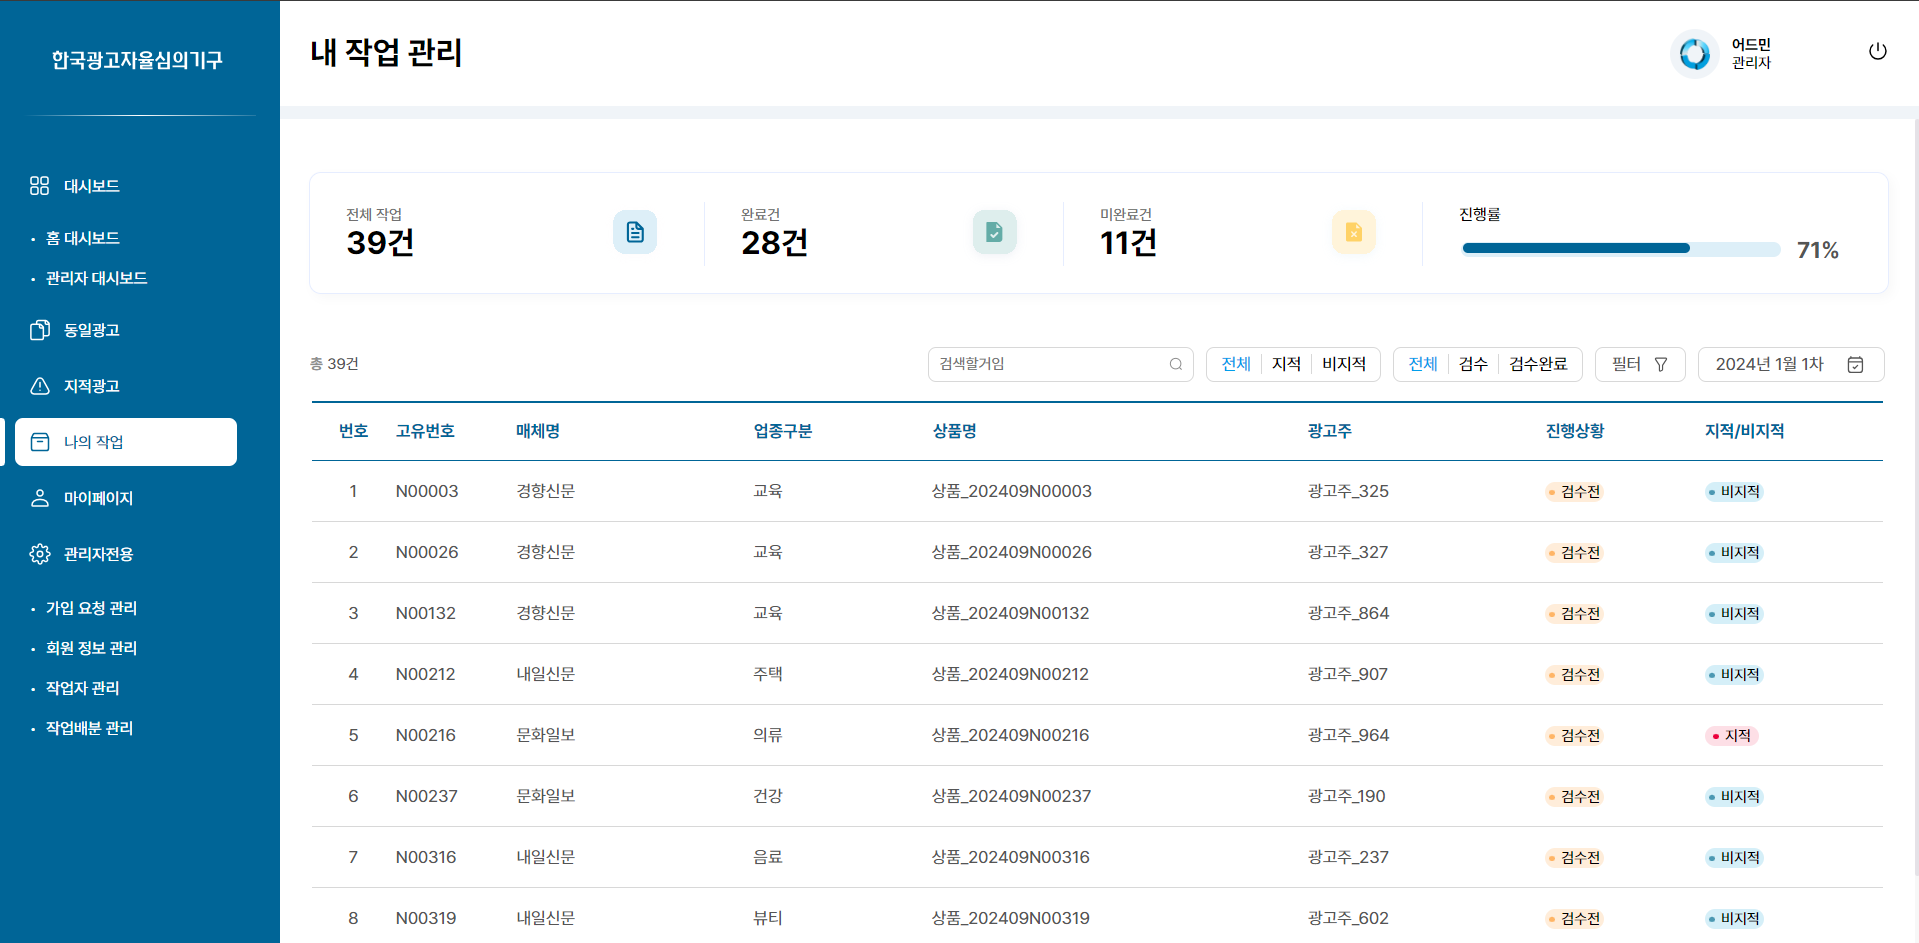 한국광고자율심의기구
대시보드
홈 대시보드
관리자 대시보드
동일광고
지적광고
나의 작업
마이페이지
관리자전용
가입 요청 관리
회원 정보 관리
작업자 관리
작업배분 관리
내 작업 관리
어드민
관리자
전체 작업
39건
완료건
28건
미완료건
11건
진행률
71%
총 39건
검색할거임
전체 지적 비지적
전체 검수 검수완료
필터
2024년 1월 1차
번호 고유번호 매체명 업종구분 상품명 광고주 진행상황 지적/비지적
1 N00003 경향신문 교육 상품_202409N00003 광고주_325 검수전 비지적
2 N00026 경향신문 교육 상품_202409N00026 광고주_327 검수전 비지적
3 N00132 경향신문 교육 상품_202409N00132 광고주_864 검수전 비지적
4 N00212 내일신문 주택 상품_202409N00212 광고주_907 검수전 비지적
5 N00216 문화일보 의류 상품_202409N00216 광고주_964 검수전 지적
6 N00237 문화일보 건강 상품_202409N00237 광고주_190 검수전 비지적
7 N00316 내일신문 음료 상품_202409N00316 광고주_237 검수전 비지적
8 N00319 내일신문 뷰티 상품_202409N00319 광고주_602 검수전 비지적